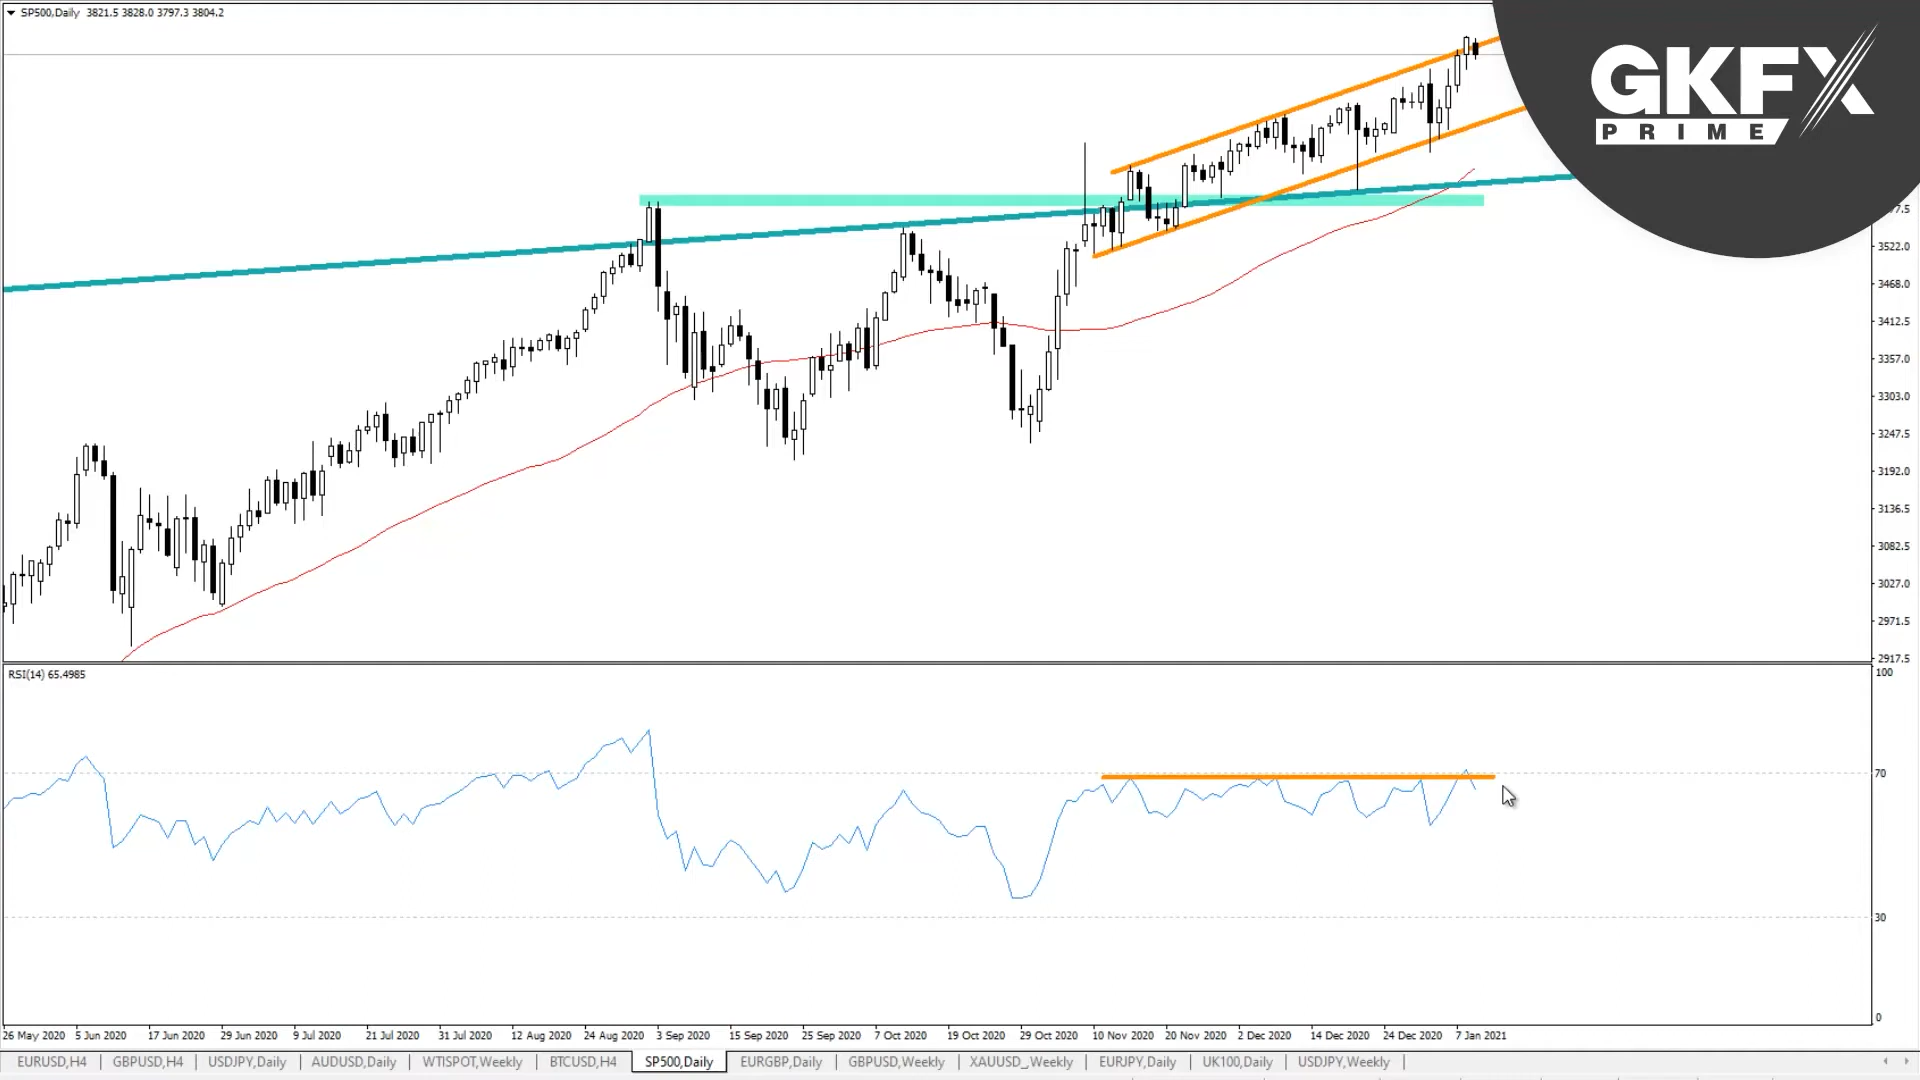 SP500,Daily 3821.5 3828.0 3797.3 3804.2
GKFX
PRIME
3522.0
3468.0
3412.5
3357.0
3303.0
3247.5
3192.0
3136.5
3082.5
3027.0
2971.5
2917.5
RSI(14) 65.4985
100
70
30
0
26 May 2020 5 Jun 2020 17 Jun 2020 29 Jun 2020 9 Jul 2020 21 Jul 2020 31 Jul 2020 12 Aug 2020 24 Aug 2020 3 Sep 2020 15 Sep 2020 25 Sep 2020 7 Oct 2020 19 Oct 2020 29 Oct 2020 10 Nov 2020 20 Nov 2020 2 Dec 2020 14 Dec 2020 24 Dec 2020 7 Jan 2021
EURUSD,H4 GBPUSD,H4 USDJPY,Daily AUDUSD,Daily WTISPOT,Weekly BTCUSD,H4 SP500,Daily EURGBP,Daily GBPUSD,Weekly XAUUSD_,Weekly EURJPY,Daily UK100,Daily USDJPY,Weekly